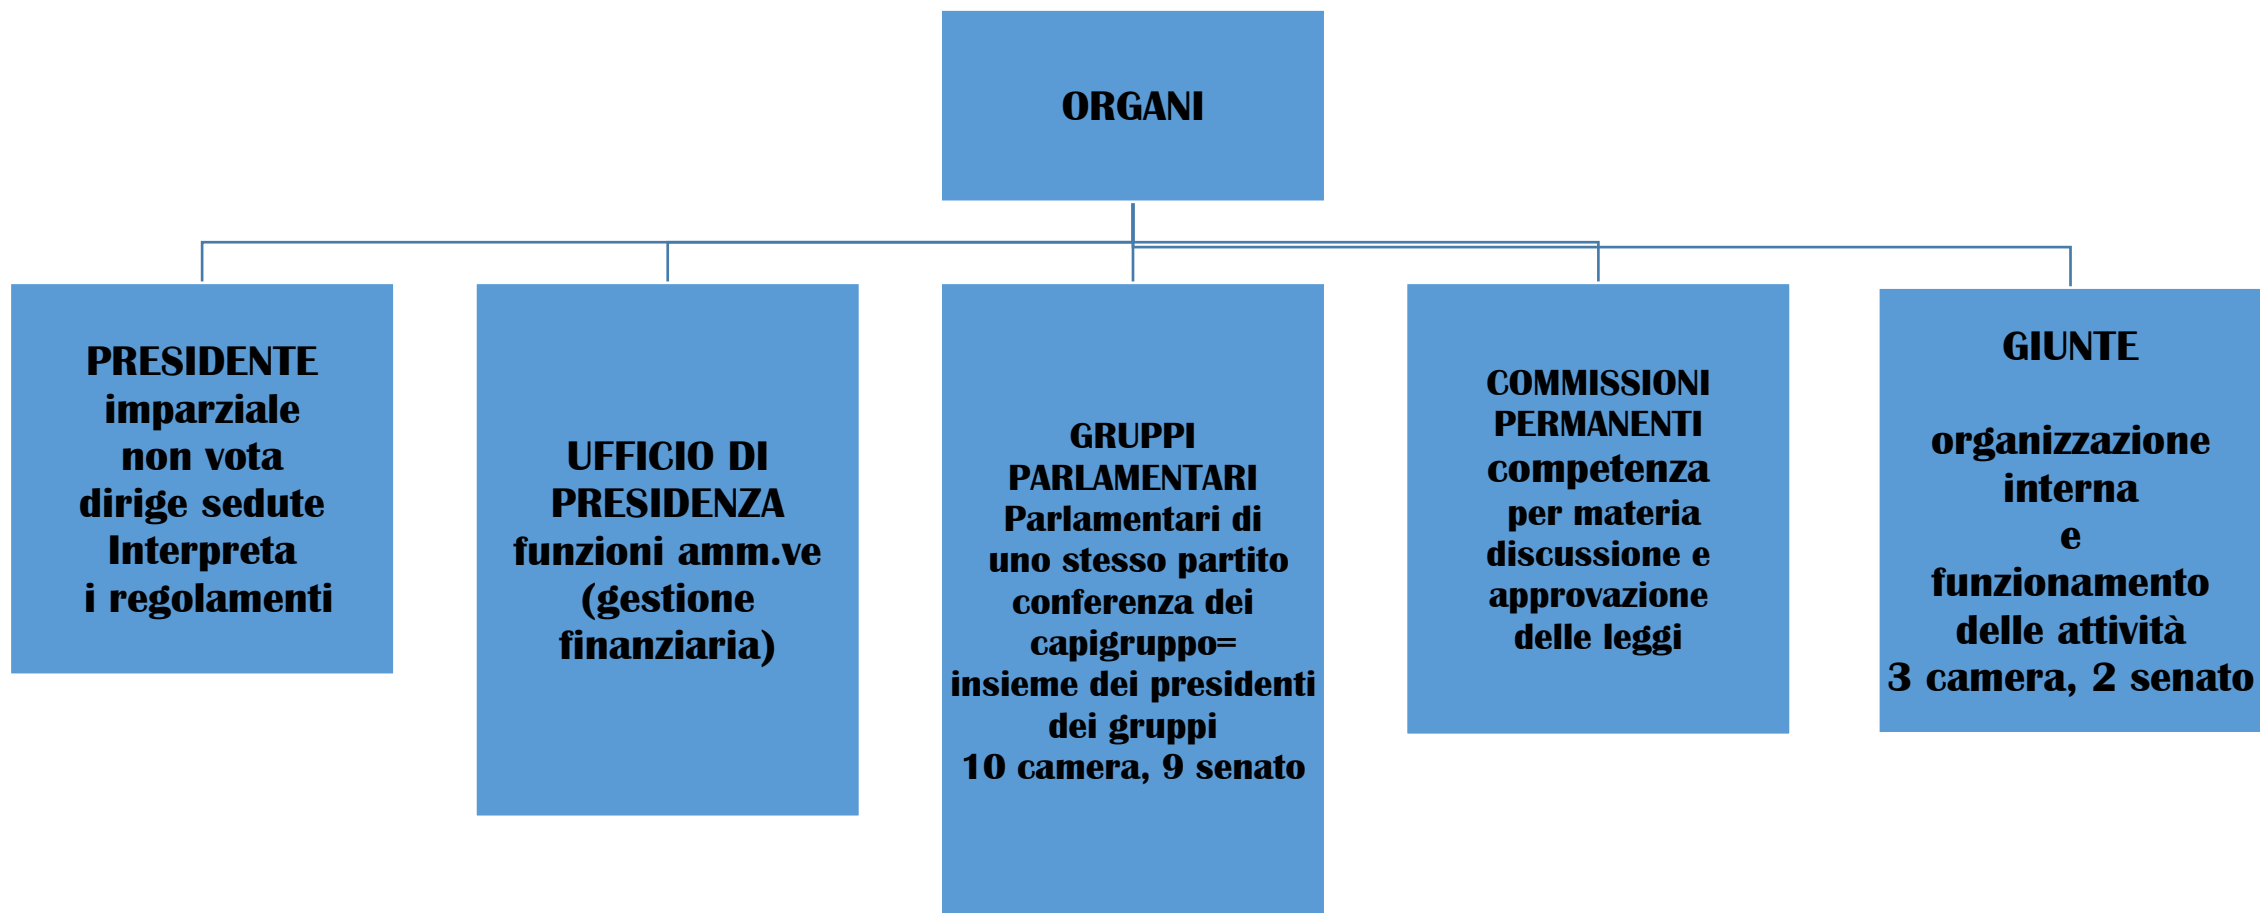 ORGANI
PRESIDENTE
imparziale
non vota
dirige sedute
Interpreta
i regolamenti
UFFICIO DI
PRESIDENZA
funzioni amm.ve
(gestione
finanziaria)
GRUPPI
PARLAMENTARI
Parlamentari di
uno stesso partito
conferenza dei
capigruppo=
insieme dei presidenti
dei gruppi
10 camera, 9 senato
COMMISSIONI
PERMANENTI
competenza
per materia
discussione e
approvazione
delle leggi
GIUNTE
organizzazione
interna
e
funzionamento
delle attività
3 camera, 2 senato